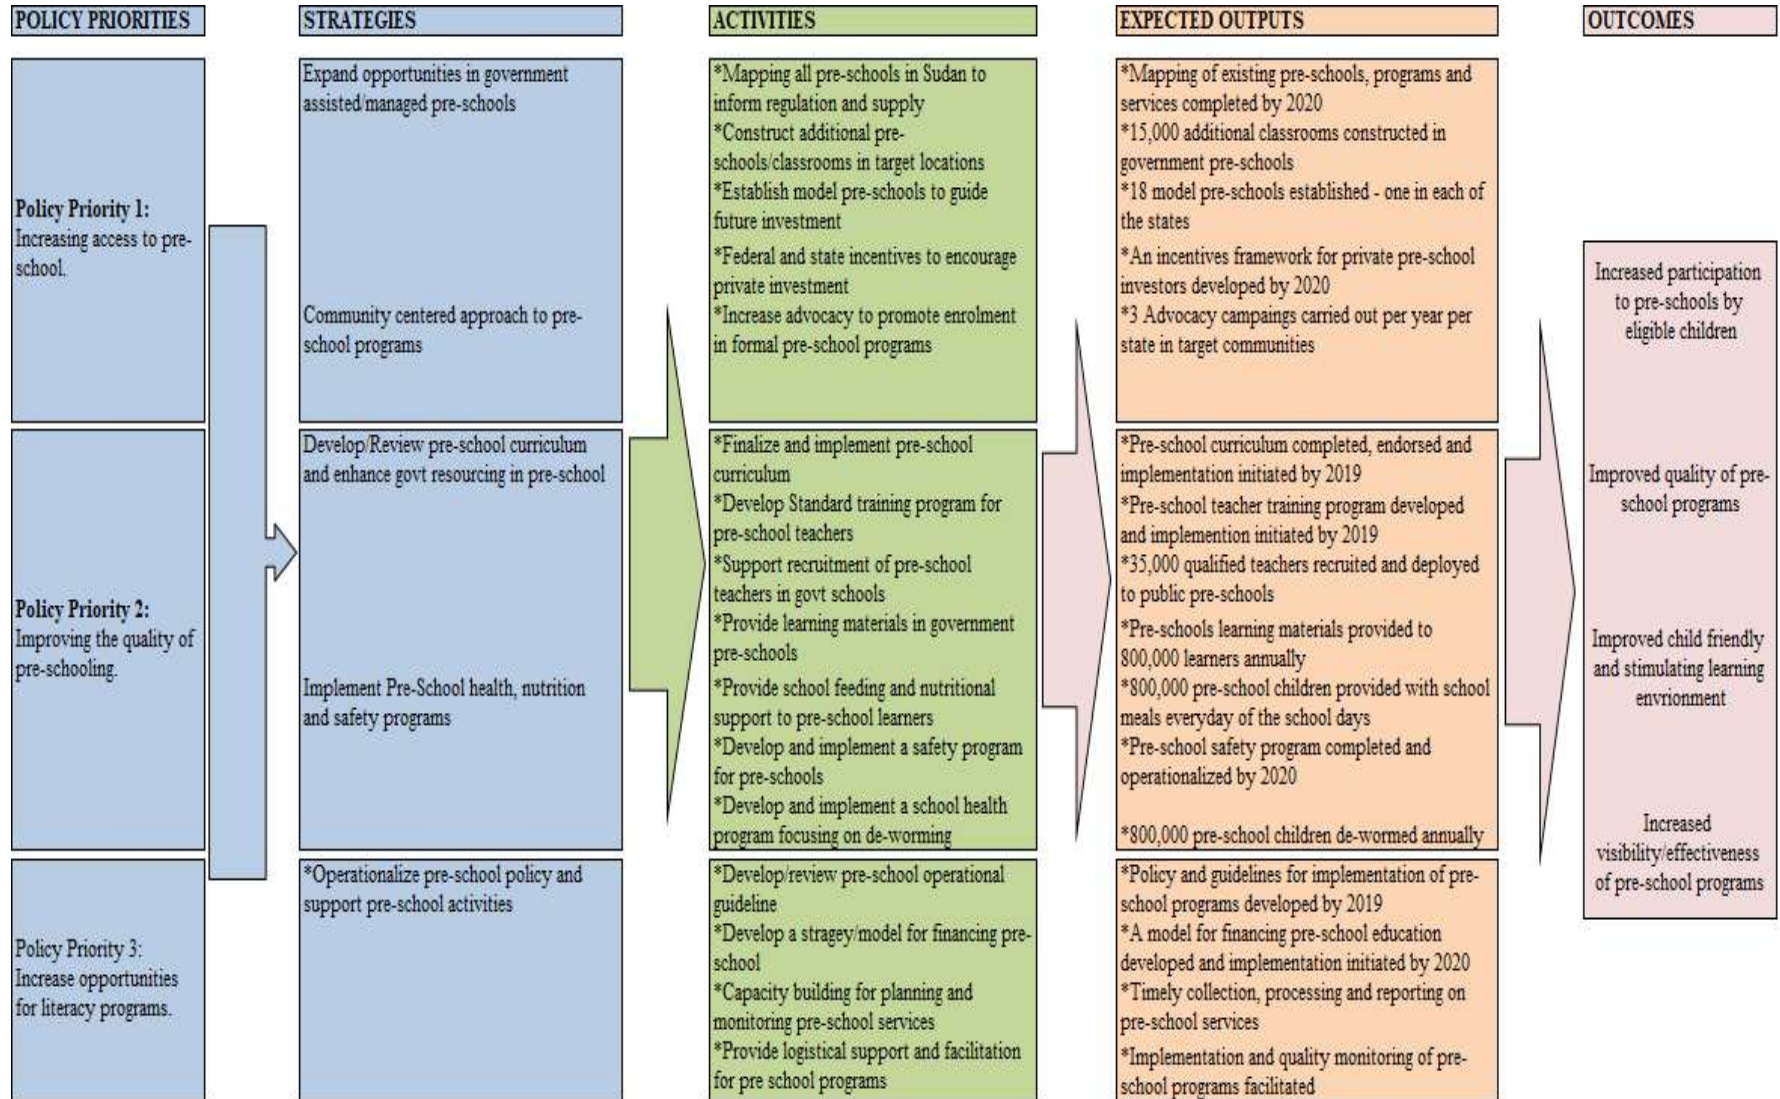 POLICY PRIORITIES
STRATEGIES
ACTIVITIES
EXPECTED OUTPUTS
OUTCOMES
Policy Priority 1:
Increasing access to pre-
school.
Expand opportunities in government
assisted/managed pre-schools
Community centered approach to pre-
school programs
*Mapping all pre-schools in Sudan to
inform regulation and supply
*Construct additional pre-
schools/classrooms in target locations
*Establish model pre-schools to guide
future investment
*Federal and state incentives to encourage
private investment
*Increase advocacy to promote enrolment
in formal pre-school programs
*Mapping of existing pre-schools, programs and
services completed by 2020
*15,000 additional classrooms constructed in
government pre-schools
*18 model pre-schools established - one in each of
the states
*An incentives framework for private pre-school
investors developed by 2020
*3 Advocacy campaings carried out per year per
state in target communities
Policy Priority 2:
Improving the quality of
pre-schooling.
Develop/Review pre-school curriculum
and enhance govt resourcing in pre-school
Implement Pre-School health, nutrition
and safety programs
*Finalize and implement pre-school
curriculum
*Develop Standard training program for
pre-school teachers
*Support recruitment of pre-school
teachers in govt schools
*Provide learning materials in government
pre-schools
*Provide school feeding and nutritional
support to pre-school learners
*Develop and implement a safety program
for pre-schools
*Develop and implement a school health
program focusing on de-worming
*Pre-school curriculum completed, endorsed and
implementation initiated by 2019
*Pre-school teacher training program developed
and implemention initiated by 2019
*35,000 qualified teachers recruited and deployed
to public pre-schools
*Pre-schools learning materials provided to
800,000 learners annually
*800,000 pre-school children provided with school
meals everyday of the school days
*Pre-school safety program completed and
operationalized by 2020
*800,000 pre-school children de-wormed annually
Policy Priority 3:
Increase opportunities
for literacy programs.
*Operationalize pre-school policy and
support pre-school activities
*Develop/review pre-school operational
guideline
*Develop a stragey/model for financing pre-
school
*Capacity building for planning and
monitoring pre-school services
*Provide logistical support and facilitation
for pre school programs
*Policy and guidelines for implementation of pre-
school programs developed by 2019
*A model for financing pre-school education
developed and implementation initiated by 2020
*Timely collection, processing and reporting on
pre-school services
*Implementation and quality monitoring of pre-
school programs facilitated
Increased participation
to pre-schools by
eligible children
Improved quality of pre-
school programs
Improved child friendly
and stimulating learning
envrionment
Increased
visibility/effectiveness
of pre-school programs